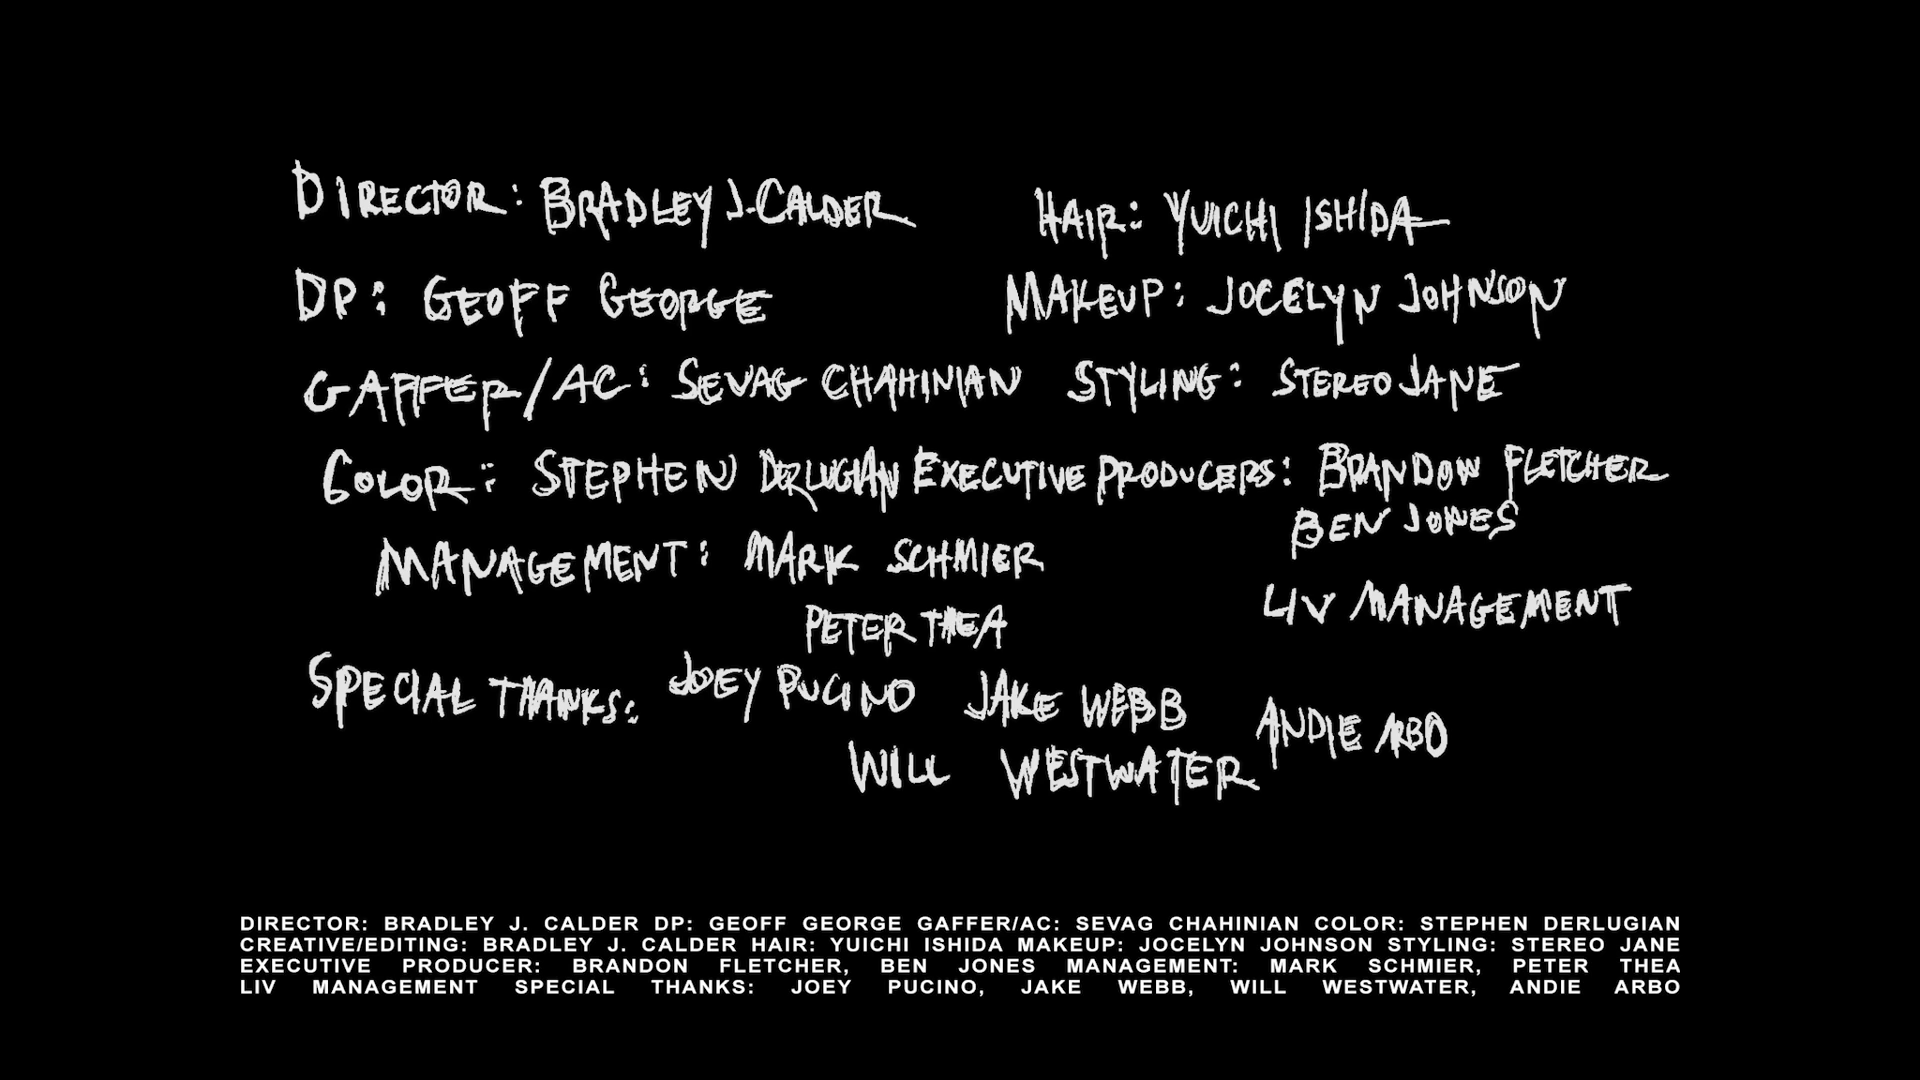 DIRECTOR: BRADLEY J. CALDER
HAIR: YUICHI ISHIDA
DP: GEOFF GEORGE
MAKEUP: JOCELYN JOHNSON
GAFFER/AC: SEVAG CHAHINIAN
STYLING: STEREO JANE
COLOR: STEPHEN DERLUGIAN
EXECUTIVE PRODUCERS: BRANDON FLETCHER
BEN JONES
MANAGEMENT: MARK SCHMIER
PETER THEA
LIV MANAGEMENT
SPECIAL THANKS: JOEY PUCINO JAKE WEBB ANDIE ARBO
WILL WESTWATER
DIRECTOR: BRADLEY J. CALDER DP: GEOFF GEORGE GAFFER/AC: SEVAG CHAHINIAN COLOR: STEPHEN DERLUGIAN
CREATIVE/EDITING: BRADLEY J. CALDER HAIR: YUICHI ISHIDA MAKEUP: JOCELYN JOHNSON STYLING: STEREO JANE
EXECUTIVE PRODUCER: BRANDON FLETCHER, BEN JONES MANAGEMENT: MARK SCHMIER, PETER THEA
LIV MANAGEMENT SPECIAL THANKS: JOEY PUCINO, JAKE WEBB, WILL WESTWATER, ANDIE ARBO